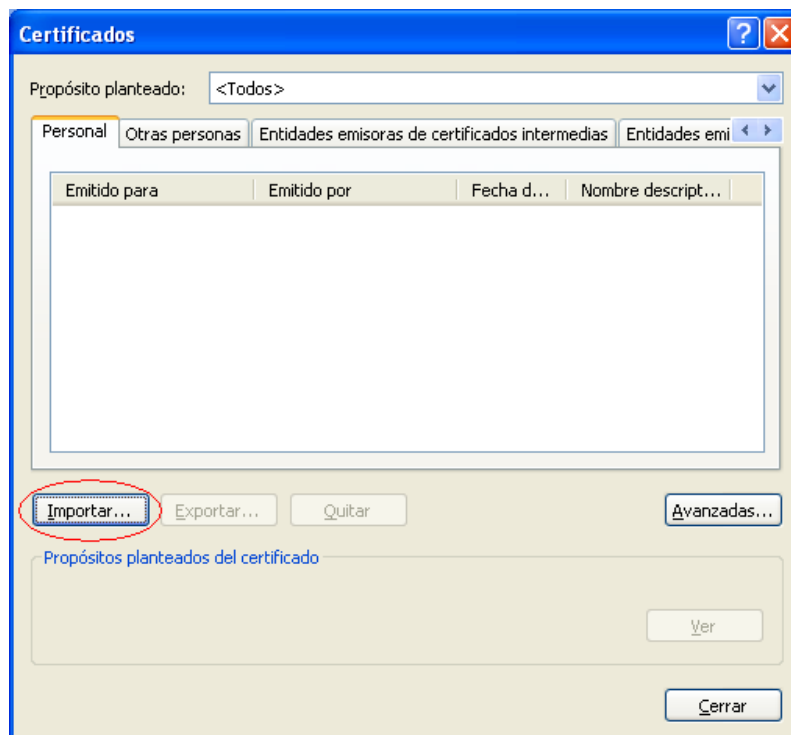 Certificados
Propósito planteado: <Todos>
Personal Otras personas Entidades emisoras de certificados intermedias Entidades emi
Emitido para Emitido por Fecha d... Nombre descript...
Importar... Exportar... Quitar Avanzadas...
Propósitos planteados del certificado
Ver
Cerrar